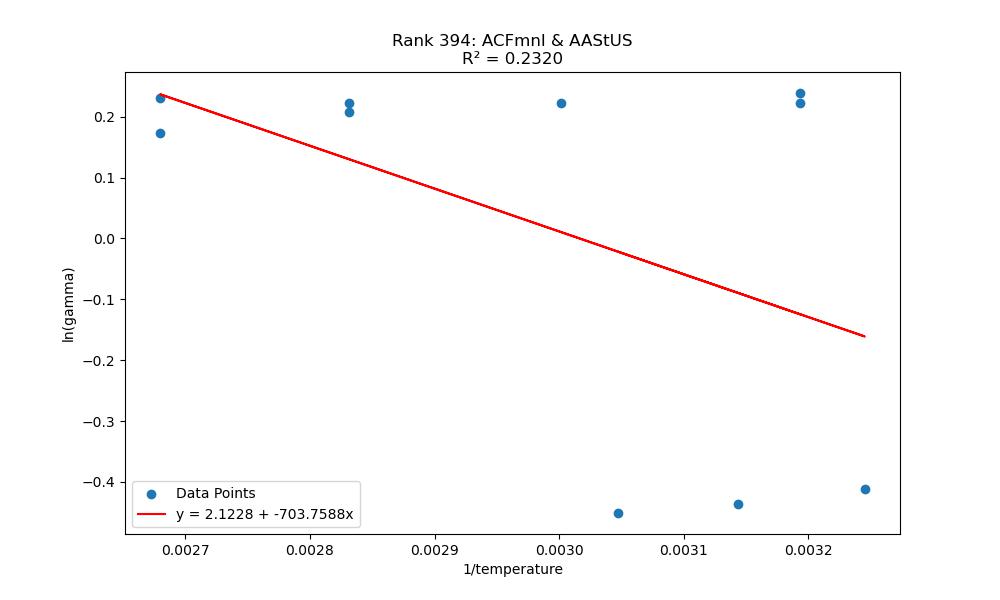 Rank 394: ACFmnI & AAStUS
R² = 0.2320
ln(gamma)
0.2
0.1
0.0
−0.1
−0.2
−0.3
−0.4
Data Points
y = 2.1228 + -703.7588x
0.0027
0.0028
0.0029
0.0030
0.0031
0.0032
1/temperature